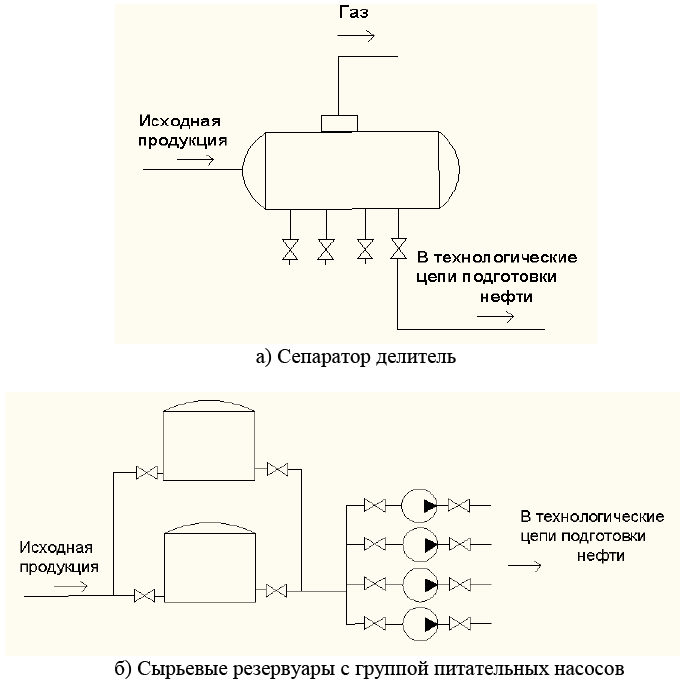 Газ
Исходная
продукция
В технологические
цепи подготовки
нефти
а) Сепаратор делитель
Исходная
продукция
В технологические
цепи подготовки
нефти
б) Сырьевые резервуары с группой питательных насосов